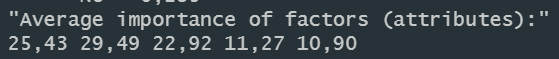 "Average importance of factors (attributes):"
25,43 29,49 22,92 11,27 10,90